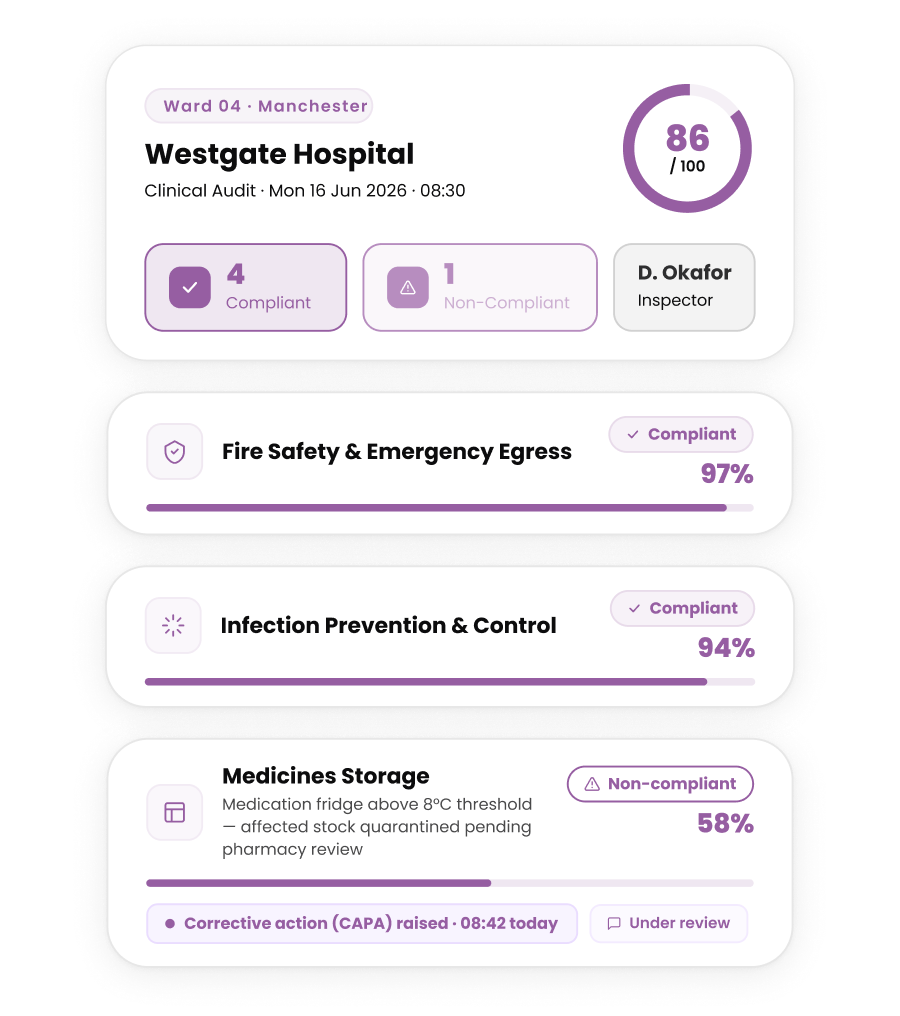 Ward 04 · Manchester
Westgate Hospital
Clinical Audit · Mon 16 Jun 2026 · 08:30
86
/ 100
4
Compliant
1
Non-Compliant
D. Okafor
Inspector
Fire Safety & Emergency Egress
Compliant
97%
Infection Prevention & Control
Compliant
94%
Medicines Storage
Medication fridge above 8°C threshold
— affected stock quarantined pending
pharmacy review
Non-compliant
58%
Corrective action (CAPA) raised · 08:42 today
Under review